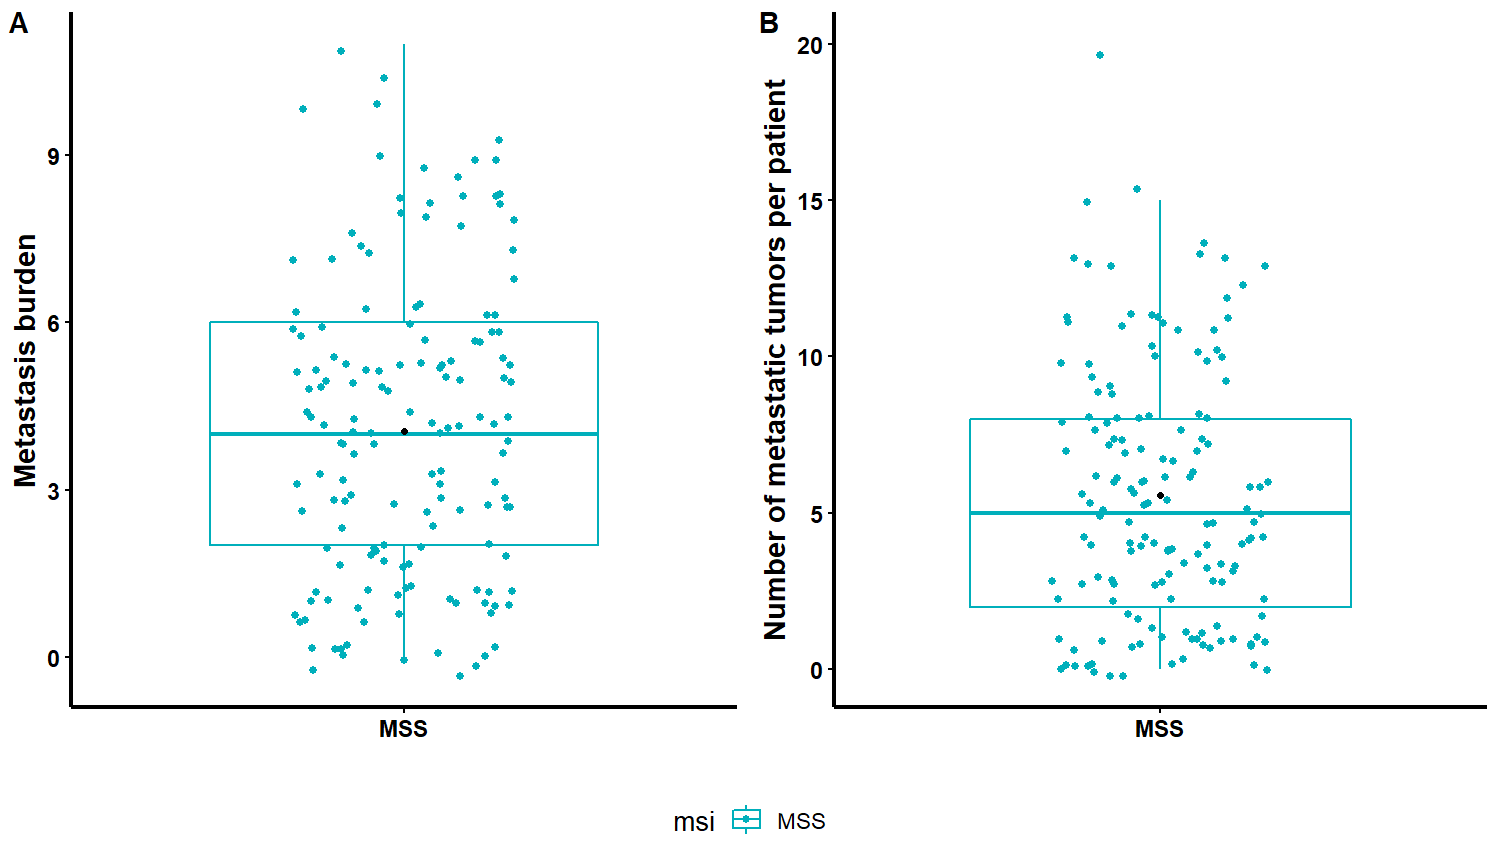 A
Metastasis burden
9
6
3
0
MSS
B
Number of metastatic tumors per patient
20
15
10
5
0
MSS
msi MSS